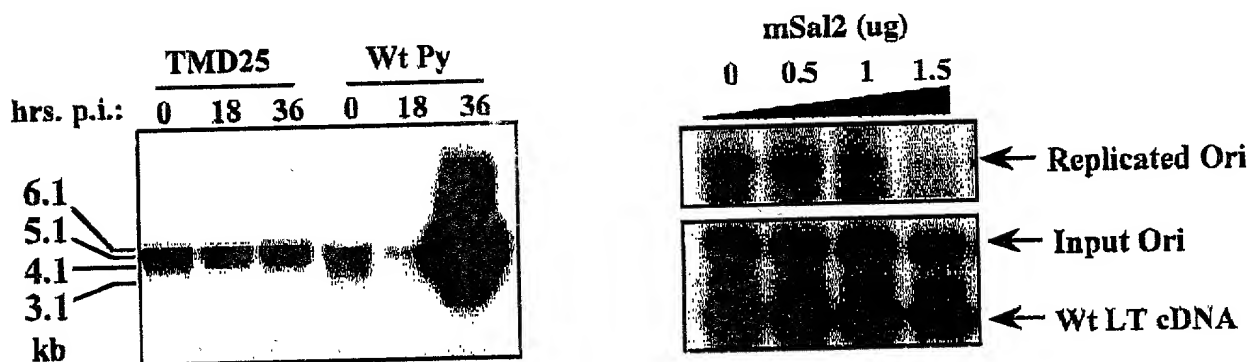 TMD25 Wt Py
hrs. p.i.: 0 18 36 0 18 36
6.1
5.1
4.1
3.1
kb
mSal2 (ug)
0 0.5 1 1.5
Replicated Ori
Input Ori
Wt LT cDNA